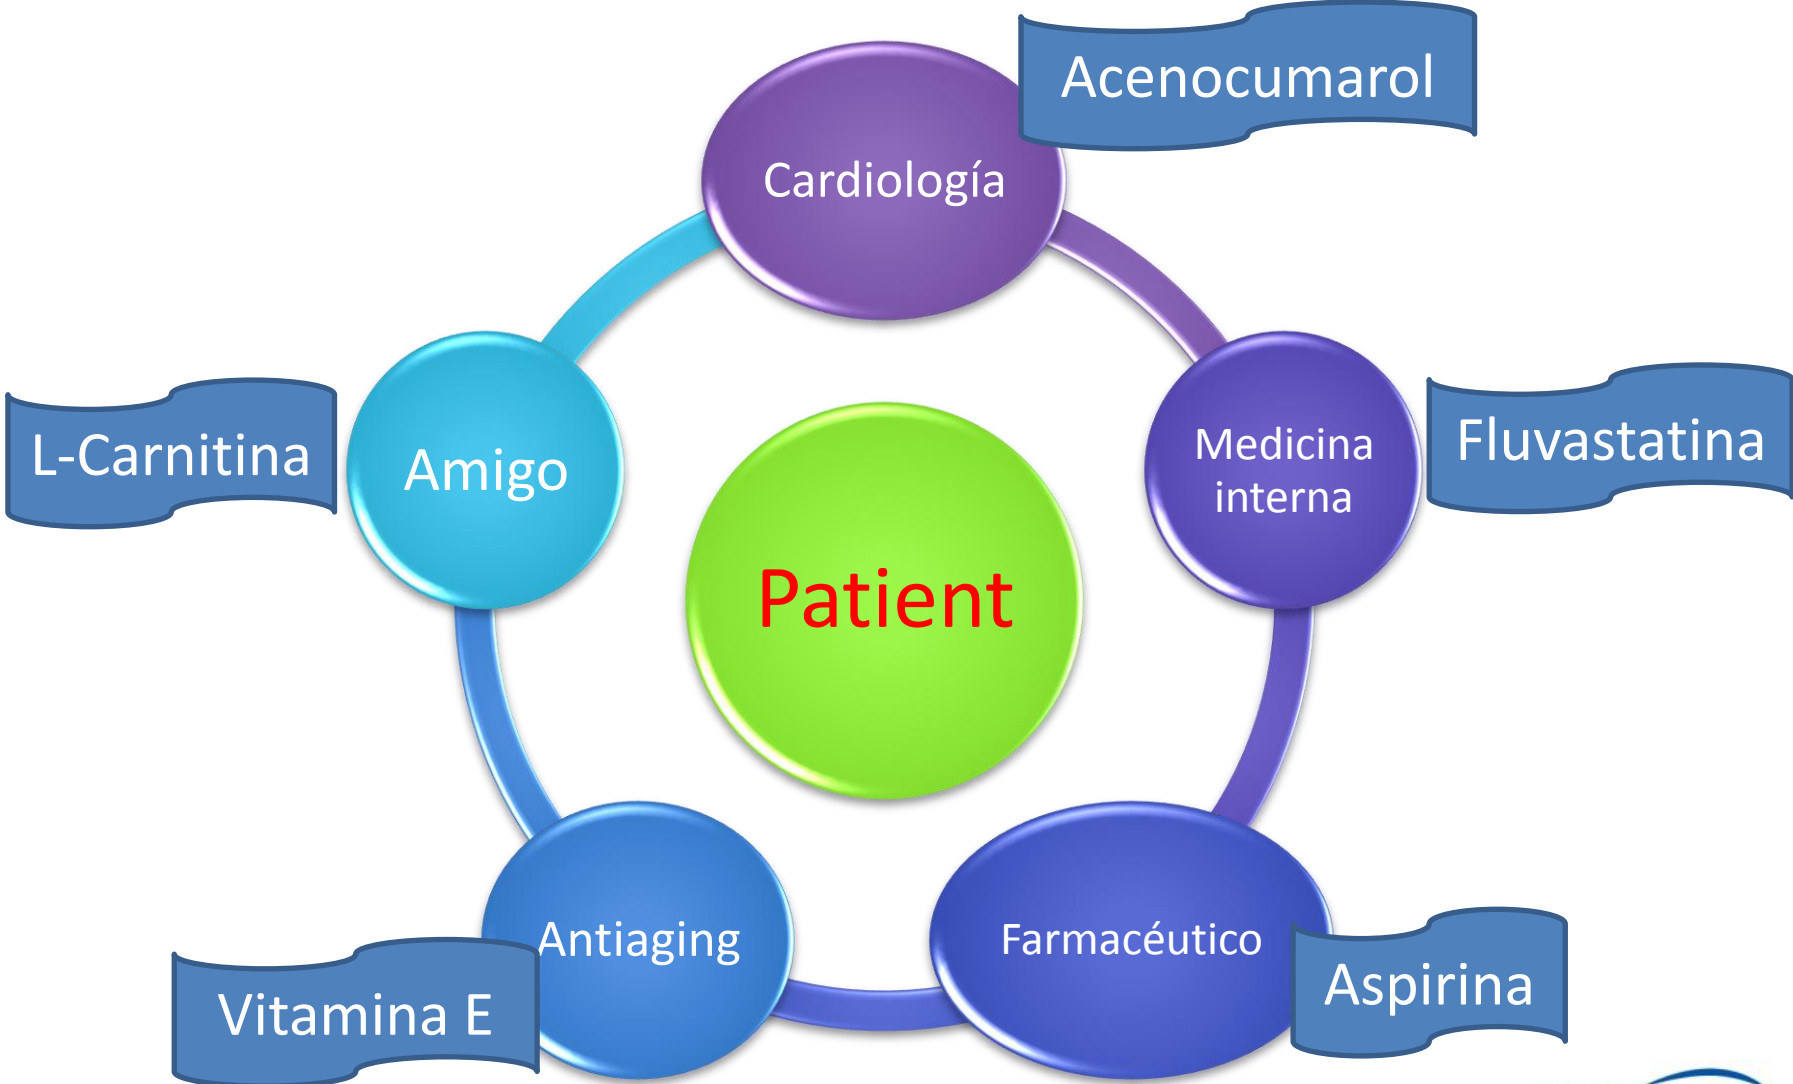 Acenocumarol
Cardiología
L-Carnitina
Amigo
Medicina
interna
Fluvastatina
Patient
Antiaging
Vitamina E
Farmacéutico
Aspirina